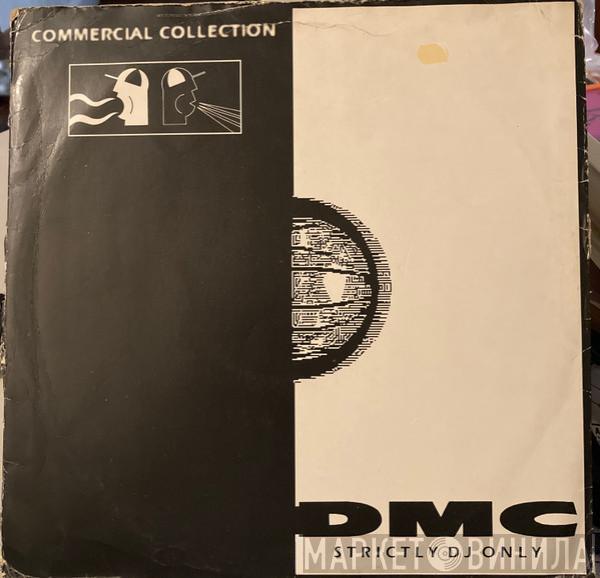 COMMERCIAL COLLECTION
DMC
STRICTLY DJ ONLY
МАРКЕТ ВИНИЛА